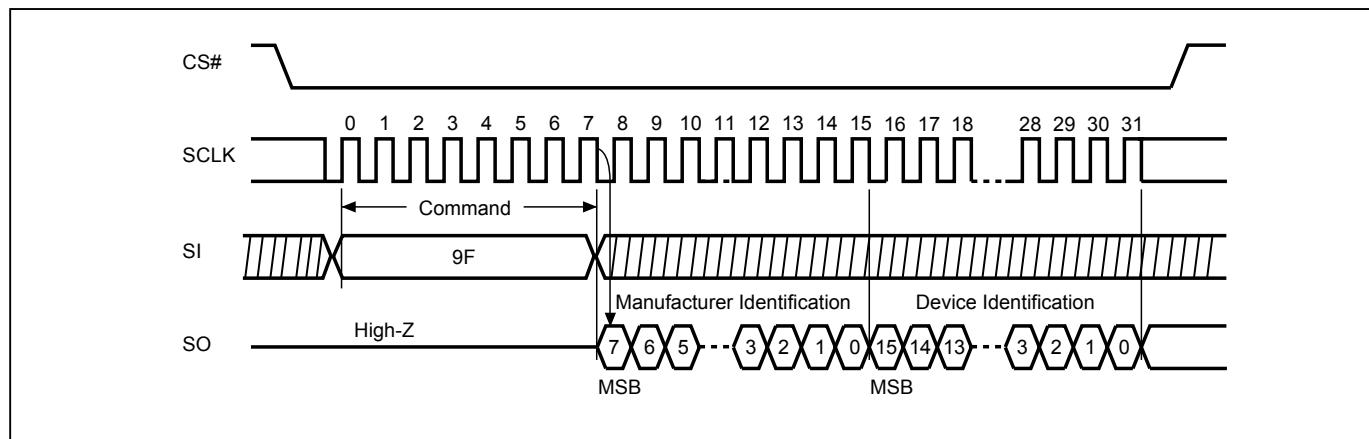 CS#
0 1 2 3 4 5 6 7 8 9 10 11 12 13 14 15 16 17 18 28 29 30 31
SCLK
Command
SI
9F
Manufacturer Identification Device Identification
High-Z
SO
7 6 5 3 2 1 0 15 14 13 3 2 1 0
MSB MSB